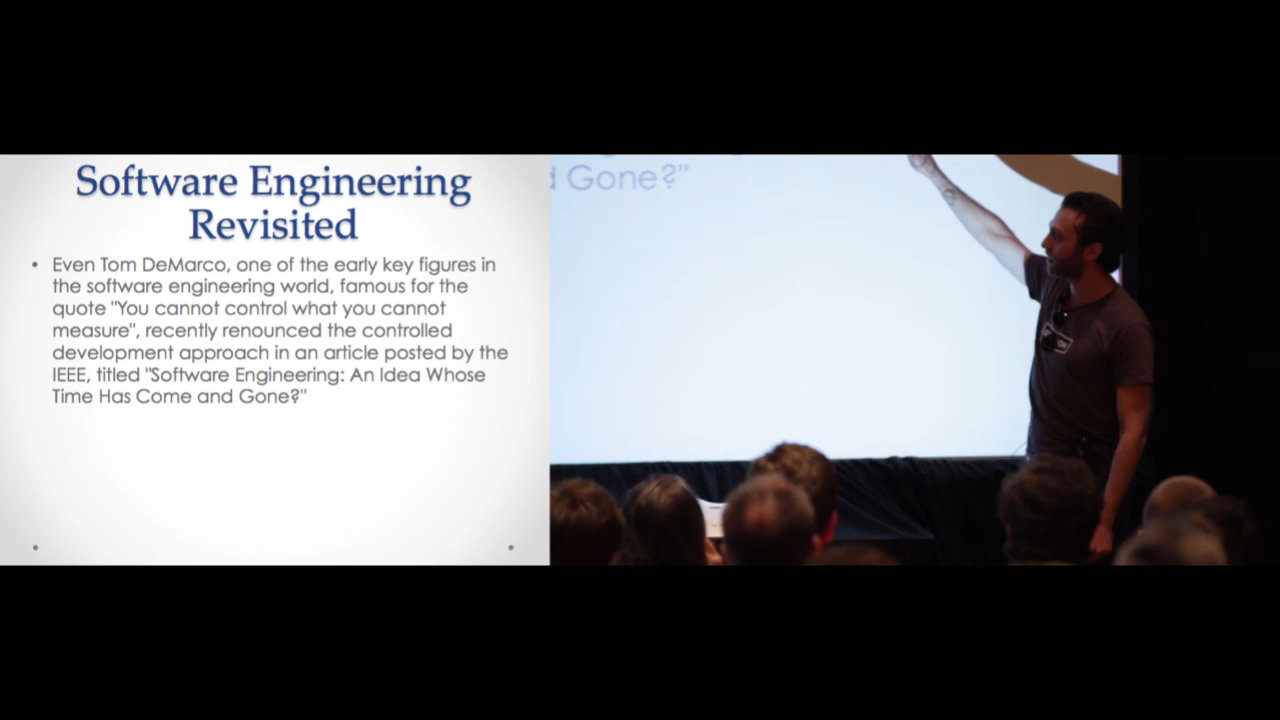 Software Engineering
Revisited
• Even Tom DeMarco, one of the early key figures in
the software engineering world, famous for the
quote "You cannot control what you cannot
measure", recently renounced the controlled
development approach in an article posted by the
IEEE, titled "Software Engineering: An Idea Whose
Time Has Come and Gone?"
d Gone?"